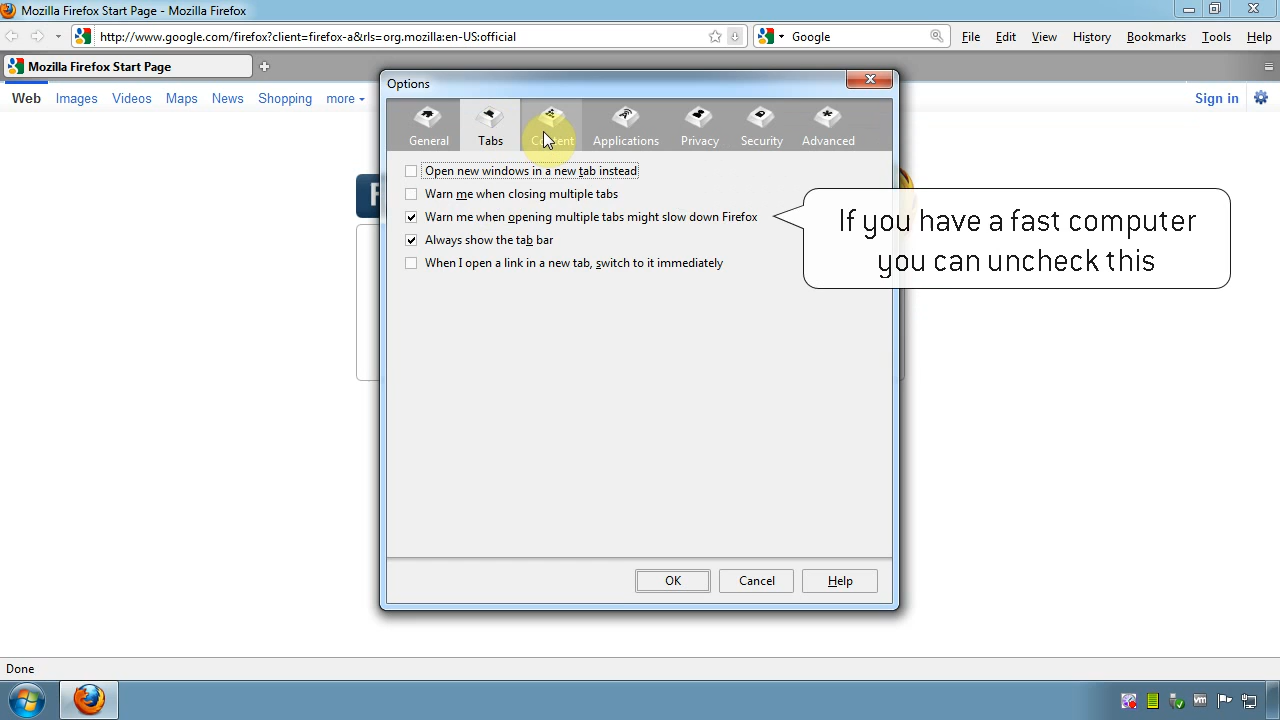 Mozilla Firefox Start Page - Mozilla Firefox
http://www.google.com/firefox?client=firefox-a&rls=org.mozilla:en-US:official
Google
File Edit View History Bookmarks Tools Help
Mozilla Firefox Start Page
Web Images Videos Maps News Shopping more
Sign in
Options
General Tabs Content Applications Privacy Security Advanced
Open new windows in a new tab instead
Warn me when closing multiple tabs
Warn me when opening multiple tabs might slow down Firefox
Always show the tab bar
When I open a link in a new tab, switch to it immediately
If you have a fast computer
you can uncheck this
OK Cancel Help
Done